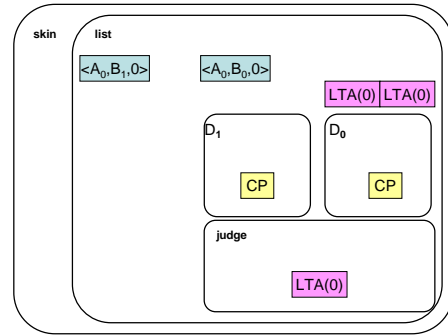 skin list
<A₀,B₁,0> <A₀,B₀,0>
LTA(0) LTA(0)
D₁ D₀
CP CP
judge
LTA(0)